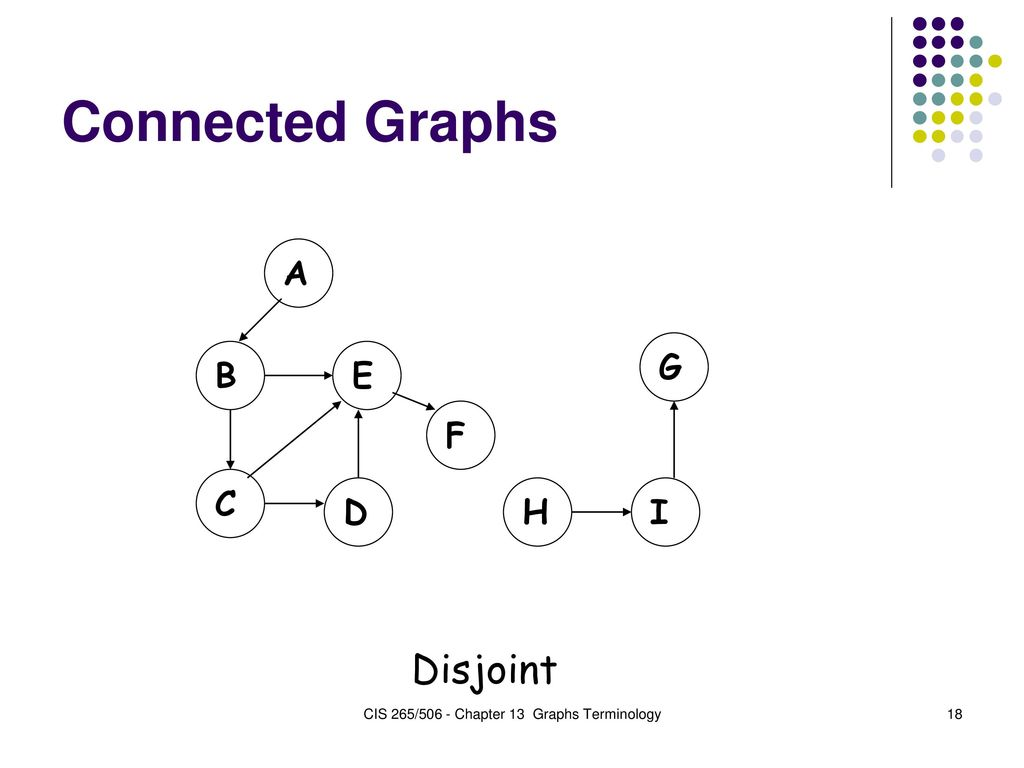 Connected Graphs
A
B
E
G
F
C
D
H
I
Disjoint
CIS 265/506 - Chapter 13 Graphs Terminology
18